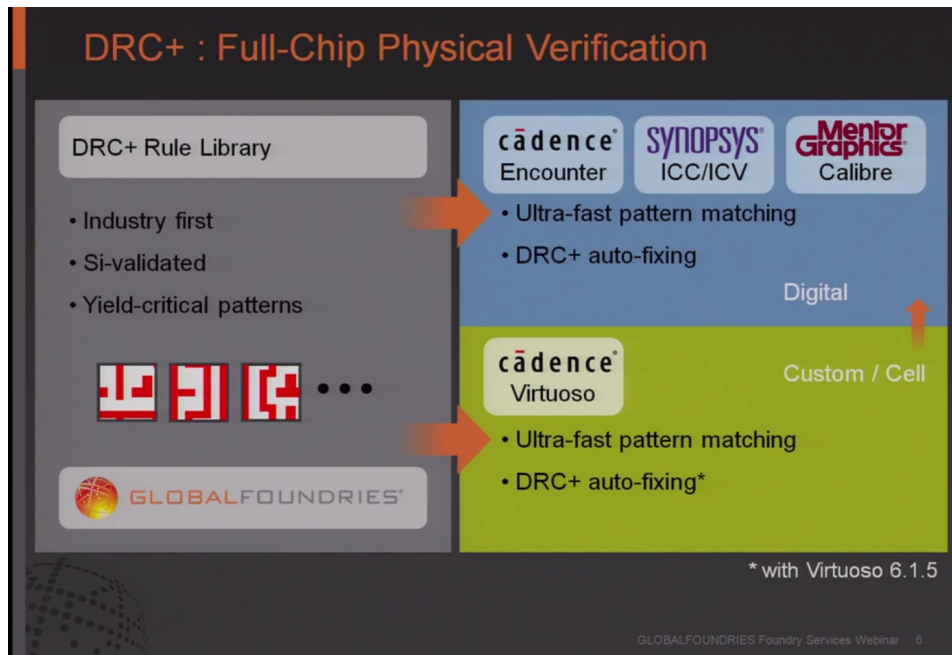 DRC+ : Full-Chip Physical Verification
DRC+ Rule Library
• Industry first
• Si-validated
• Yield-critical patterns
GLOBALFOUNDRIES®
cādence®
Encounter
SYNOPSYS®
ICC/ICV
Mentor
Graphics®
Calibre
• Ultra-fast pattern matching
• DRC+ auto-fixing
Digital
cādence®
Virtuoso
Custom / Cell
• Ultra-fast pattern matching
• DRC+ auto-fixing*
* with Virtuoso 6.1.5
GLOBALFOUNDRIES Foundry Services Webinar 6